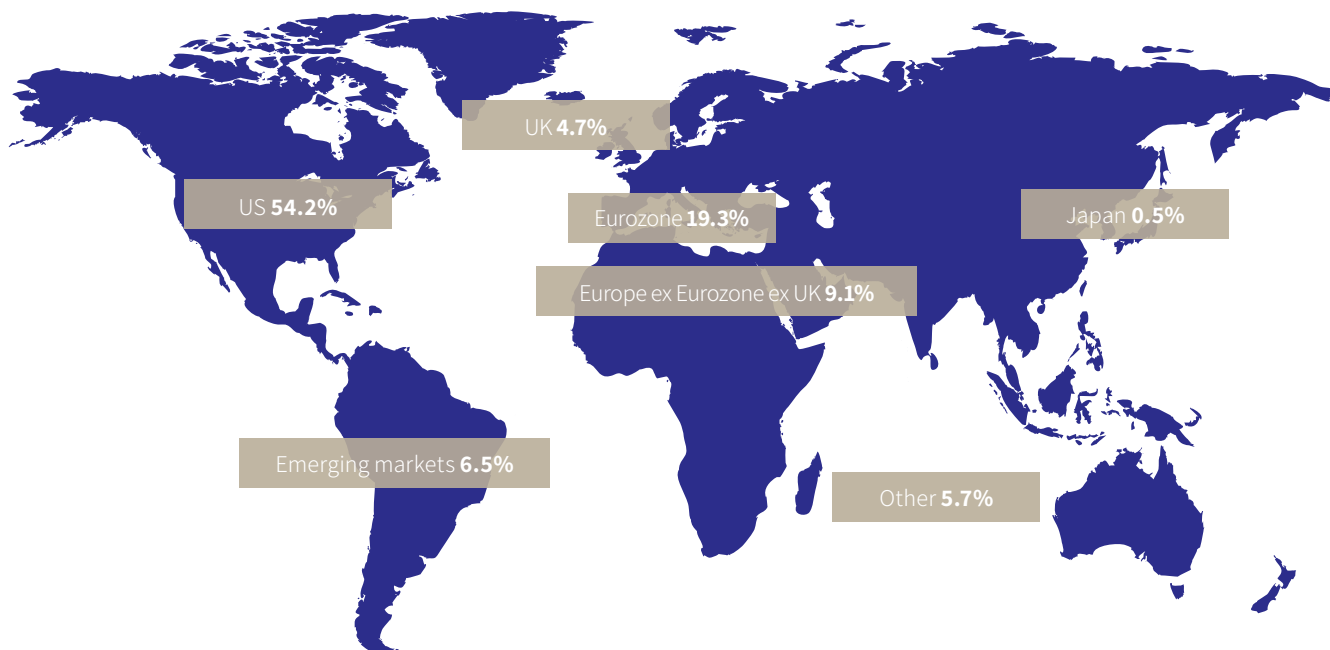 UK 4.7%
US 54.2%
Eurozone 19.3%
Japan 0.5%
Europe ex Eurozone ex UK 9.1%
Emerging markets 6.5%
Other 5.7%